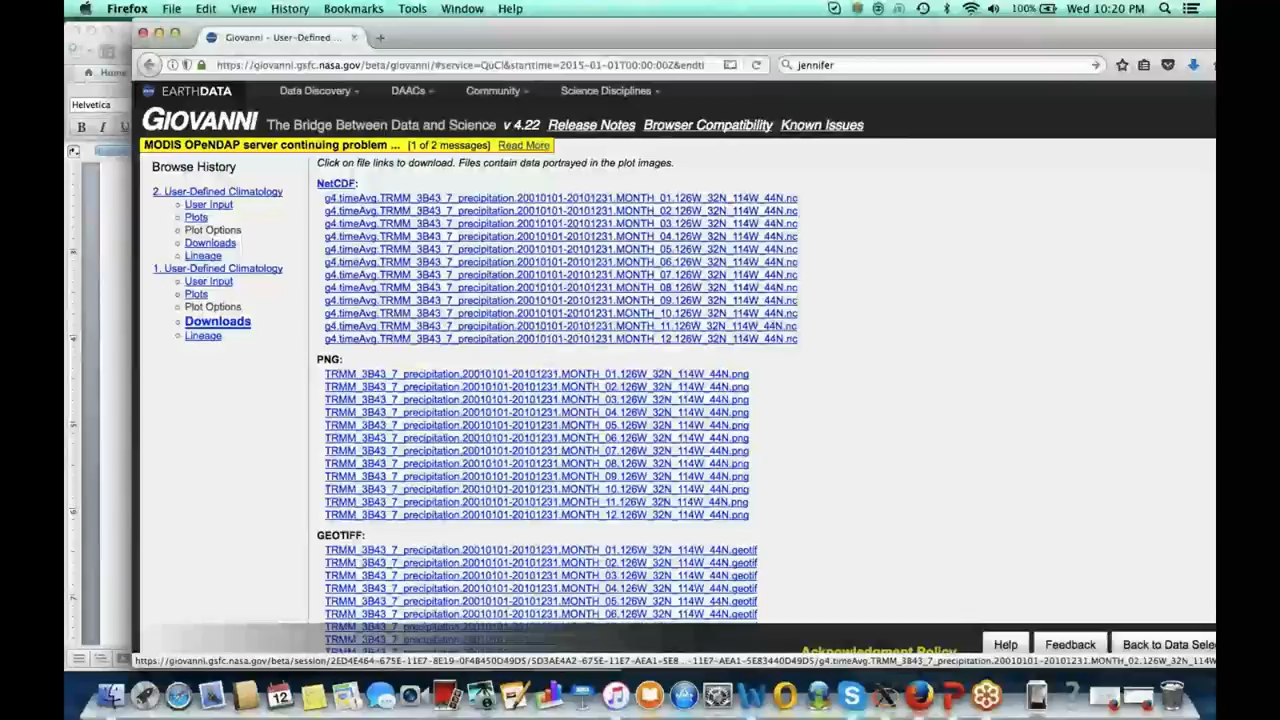 Firefox File Edit View History Bookmarks Tools Window Help 100% Wed 10:20 PM
Giovanni - User-Defined ...
https://giovanni.gsfc.nasa.gov/beta/giovanni/#service=QuCl&starttime=2015-01-01T00:00:00Z&endti
jennifer
Home
Helvetica
B I U
EARTHDATA Data Discovery DAACs Community Science Disciplines
GIOVANNI The Bridge Between Data and Science v 4.22 Release Notes Browser Compatibility Known Issues
MODIS OPeNDAP server continuing problem ... [1 of 2 messages] Read More
Browse History
2. User-Defined Climatology
User Input
Plots
Plot Options
Downloads
Lineage
1. User-Defined Climatology
User Input
Plots
Plot Options
Downloads
Lineage
Click on file links to download. Files contain data portrayed in the plot images.
NetCDF:
g4.timeAvg.TRMM_3B43_7_precipitation.20010101-20101231.MONTH_01.126W_32N_114W_44N.nc
g4.timeAvg.TRMM_3B43_7_precipitation.20010101-20101231.MONTH_02.126W_32N_114W_44N.nc
g4.timeAvg.TRMM_3B43_7_precipitation.20010101-20101231.MONTH_03.126W_32N_114W_44N.nc
g4.timeAvg.TRMM_3B43_7_precipitation.20010101-20101231.MONTH_04.126W_32N_114W_44N.nc
g4.timeAvg.TRMM_3B43_7_precipitation.20010101-20101231.MONTH_05.126W_32N_114W_44N.nc
g4.timeAvg.TRMM_3B43_7_precipitation.20010101-20101231.MONTH_06.126W_32N_114W_44N.nc
g4.timeAvg.TRMM_3B43_7_precipitation.20010101-20101231.MONTH_07.126W_32N_114W_44N.nc
g4.timeAvg.TRMM_3B43_7_precipitation.20010101-20101231.MONTH_08.126W_32N_114W_44N.nc
g4.timeAvg.TRMM_3B43_7_precipitation.20010101-20101231.MONTH_09.126W_32N_114W_44N.nc
g4.timeAvg.TRMM_3B43_7_precipitation.20010101-20101231.MONTH_10.126W_32N_114W_44N.nc
g4.timeAvg.TRMM_3B43_7_precipitation.20010101-20101231.MONTH_11.126W_32N_114W_44N.nc
g4.timeAvg.TRMM_3B43_7_precipitation.20010101-20101231.MONTH_12.126W_32N_114W_44N.nc
PNG:
TRMM_3B43_7_precipitation.20010101-20101231.MONTH_01.126W_32N_114W_44N.png
TRMM_3B43_7_precipitation.20010101-20101231.MONTH_02.126W_32N_114W_44N.png
TRMM_3B43_7_precipitation.20010101-20101231.MONTH_03.126W_32N_114W_44N.png
TRMM_3B43_7_precipitation.20010101-20101231.MONTH_04.126W_32N_114W_44N.png
TRMM_3B43_7_precipitation.20010101-20101231.MONTH_05.126W_32N_114W_44N.png
TRMM_3B43_7_precipitation.20010101-20101231.MONTH_06.126W_32N_114W_44N.png
TRMM_3B43_7_precipitation.20010101-20101231.MONTH_07.126W_32N_114W_44N.png
TRMM_3B43_7_precipitation.20010101-20101231.MONTH_08.126W_32N_114W_44N.png
TRMM_3B43_7_precipitation.20010101-20101231.MONTH_09.126W_32N_114W_44N.png
TRMM_3B43_7_precipitation.20010101-20101231.MONTH_10.126W_32N_114W_44N.png
TRMM_3B43_7_precipitation.20010101-20101231.MONTH_11.126W_32N_114W_44N.png
TRMM_3B43_7_precipitation.20010101-20101231.MONTH_12.126W_32N_114W_44N.png
GEOTIFF:
TRMM_3B43_7_precipitation.20010101-20101231.MONTH_01.126W_32N_114W_44N.geotif
TRMM_3B43_7_precipitation.20010101-20101231.MONTH_02.126W_32N_114W_44N.geotif
TRMM_3B43_7_precipitation.20010101-20101231.MONTH_03.126W_32N_114W_44N.geotif
TRMM_3B43_7_precipitation.20010101-20101231.MONTH_04.126W_32N_114W_44N.geotif
TRMM_3B43_7_precipitation.20010101-20101231.MONTH_05.126W_32N_114W_44N.geotif
TRMM_3B43_7_precipitation.20010101-20101231.MONTH_06.126W_32N_114W_44N.geotif
Acknowledgment Policy
Help Feedback Back to Data Sele